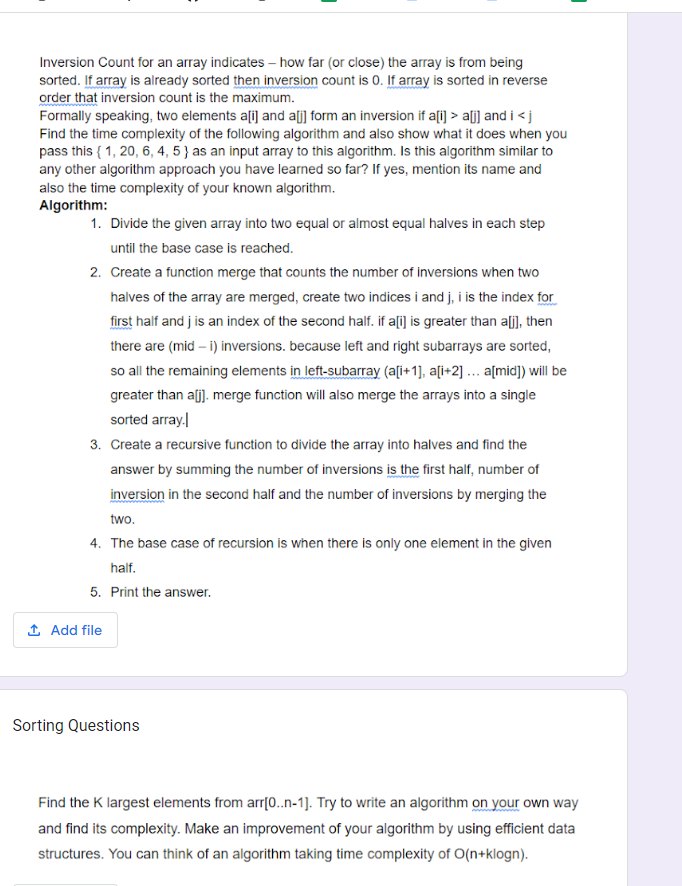 Inversion Count for an array indicates – how far (or close) the array is from being
sorted. If array is already sorted then inversion count is 0. If array is sorted in reverse
order that inversion count is the maximum.
Formally speaking, two elements a[i] and a[j] form an inversion if a[i] > a[j] and i < j
Find the time complexity of the following algorithm and also show what it does when you
pass this { 1, 20, 6, 4, 5 } as an input array to this algorithm. Is this algorithm similar to
any other algorithm approach you have learned so far? If yes, mention its name and
also the time complexity of your known algorithm.
Algorithm:
1. Divide the given array into two equal or almost equal halves in each step
until the base case is reached.
2. Create a function merge that counts the number of inversions when two
halves of the array are merged, create two indices i and j, i is the index for
first half and j is an index of the second half. if a[i] is greater than a[j], then
there are (mid – i) inversions. because left and right subarrays are sorted,
so all the remaining elements in left-subarray (a[i+1], a[i+2] … a[mid]) will be
greater than a[j]. merge function will also merge the arrays into a single
sorted array.
3. Create a recursive function to divide the array into halves and find the
answer by summing the number of inversions is the first half, number of
inversion in the second half and the number of inversions by merging the
two.
4. The base case of recursion is when there is only one element in the given
half.
5. Print the answer.
Add file
Sorting Questions
Find the K largest elements from arr[0..n-1]. Try to write an algorithm on your own way
and find its complexity. Make an improvement of your algorithm by using efficient data
structures. You can think of an algorithm taking time complexity of O(n+klogn).